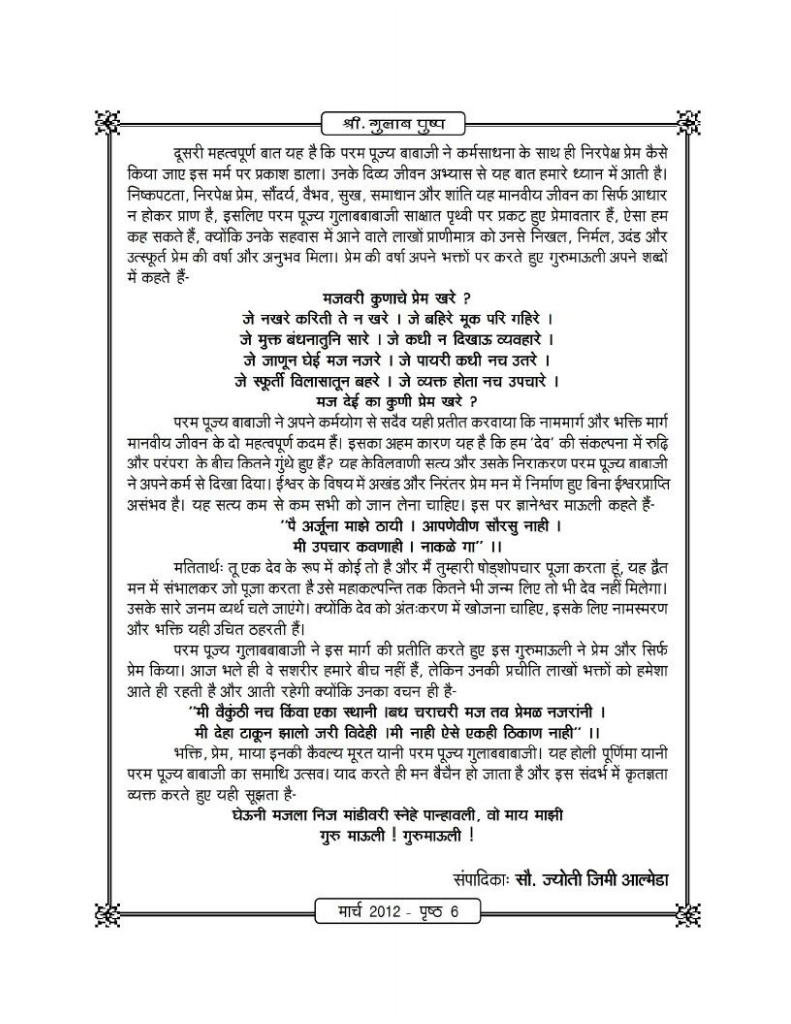 श्री. गुलाब पुष्प
दूसरी महत्वपूर्ण बात यह है कि परम पूज्य बाबाजी ने कर्मसाधना के साथ ही निरपेक्ष प्रेम कैसे
किया जाए इस मर्म पर प्रकाश डाला। उनके दिव्य जीवन अभ्यास से यह बात हमारे ध्यान में आती है।
निष्कपटता, निरपेक्ष प्रेम, सौंदर्य, वैभव, सुख, समाधान और शांति यह मानवीय जीवन का सिर्फ आधार
न होकर प्राण है, इसलिए परम पूज्य गुलाबबाबाजी साक्षात पृथ्वी पर प्रकट हुए प्रेमावतार हैं, ऐसा हम
कह सकते हैं, क्योंकि उनके सहवास में आने वाले लाखों प्राणीमात्र को उनसे निखल, निर्मल, उदंड और
उत्स्फूर्त प्रेम की वर्षा और अनुभव मिला। प्रेम की वर्षा अपने भक्तों पर करते हुए गुरुमाऊली अपने शब्दों
में कहते हैं-
मजवरी कुणाचे प्रेम खरे ?
जे नखरे करिती ते न खरे । जे बहिरे मूक परि गहिरे ।
जे मुक्त बंधनातुनि सारे । जे कधी न दिखाऊ व्यवहारे ।
जे जाणून घेई मज नजरे । जे पायरी कधी नच उतरे ।
जे स्फूर्ती विलासातून बहरे । जे व्यक्त होता नच उपचारे ।
मज देई का कुणी प्रेम खरे ?
परम पूज्य बाबाजी ने अपने कर्मयोग से सदैव यही प्रतीत करवाया कि नाममार्ग और भक्ति मार्ग
मानवीय जीवन के दो महत्वपूर्ण कदम हैं। इसका अहम कारण यह है कि हम 'देव' की संकल्पना में रुढ़ि
और परंपरा के बीच कितने गुंथे हुए हैं? यह केविलवाणी सत्य और उसके निराकरण परम पूज्य बाबाजी
ने अपने कर्म से दिखा दिया। ईश्वर के विषय में अखंड और निरंतर प्रेम मन में निर्माण हुए बिना ईश्वरप्राप्ति
असंभव है। यह सत्य कम से कम सभी को जान लेना चाहिए। इस पर ज्ञानेश्वर माऊली कहते हैं-
"पै अर्जूना माझे ठायी । आपणेवीण सौरसु नाही ।
मी उपचार कवणाही । नाकळे गा" ।।
मतितार्थः तू एक देव के रूप में कोई तो है और मैं तुम्हारी षोड्शोपचार पूजा करता हूं, यह द्वैत
मन में संभालकर जो पूजा करता है उसे महाकल्पन्ति तक कितने भी जन्म लिए तो भी देव नहीं मिलेगा।
उसके सारे जनम व्यर्थ चले जाएंगे। क्योंकि देव को अंतःकरण में खोजना चाहिए, इसके लिए नामस्मरण
और भक्ति यही उचित ठहरती हैं।
परम पूज्य गुलाबबाबाजी ने इस मार्ग की प्रतीति करते हुए इस गुरुमाऊली ने प्रेम और सिर्फ
प्रेम किया। आज भले ही वे सशरीर हमारे बीच नहीं हैं, लेकिन उनकी प्रचीति लाखों भक्तों को हमेशा
आते ही रहती है और आती रहेगी क्योंकि उनका वचन ही है-
"मी वैकुंठी नच किंवा एका स्थानी ।बध चराचरी मज तव प्रेमळ नजरांनी ।
मी देहा टाकून झालो जरी विदेही ।मी नाही ऐसे एकही ठिकाण नाही" ।।
भक्ति, प्रेम, माया इनकी कैवल्य मूरत यानी परम पूज्य गुलाबबाबाजी। यह होली पूर्णिमा यानी
परम पूज्य बाबाजी का समाधि उत्सव। याद करते ही मन बैचैन हो जाता है और इस संदर्भ में कृतज्ञता
व्यक्त करते हुए यही सूझता है-
घेऊनी मजला निज मांडीवरी स्नेहे पान्हावली, वो माय माझी
गुरु माऊली ! गुरुमाऊली !
संपादिकाः सौ. ज्योती जिमी आल्मेडा
मार्च 2012 - पृष्ठ 6